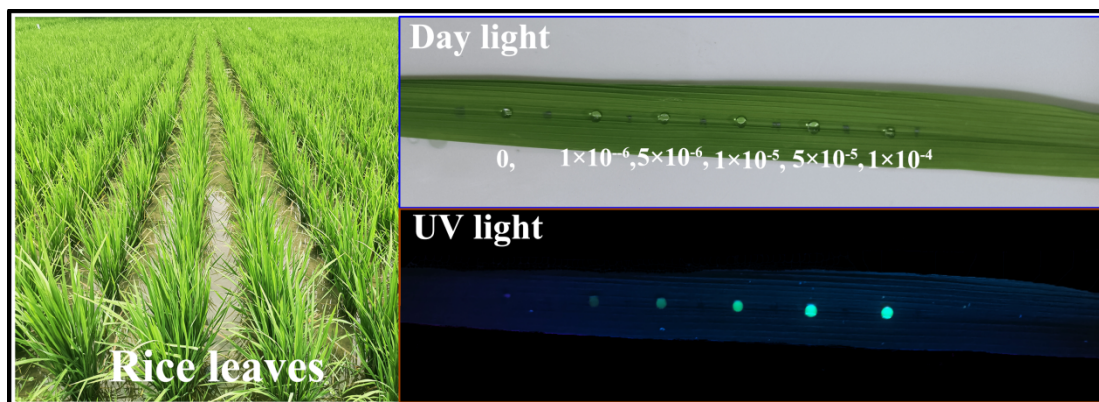 Day light
0, 1×10⁻⁶,5×10⁻⁶, 1×10⁻⁵, 5×10⁻⁵, 1×10⁻⁴
UV light
Rice leaves